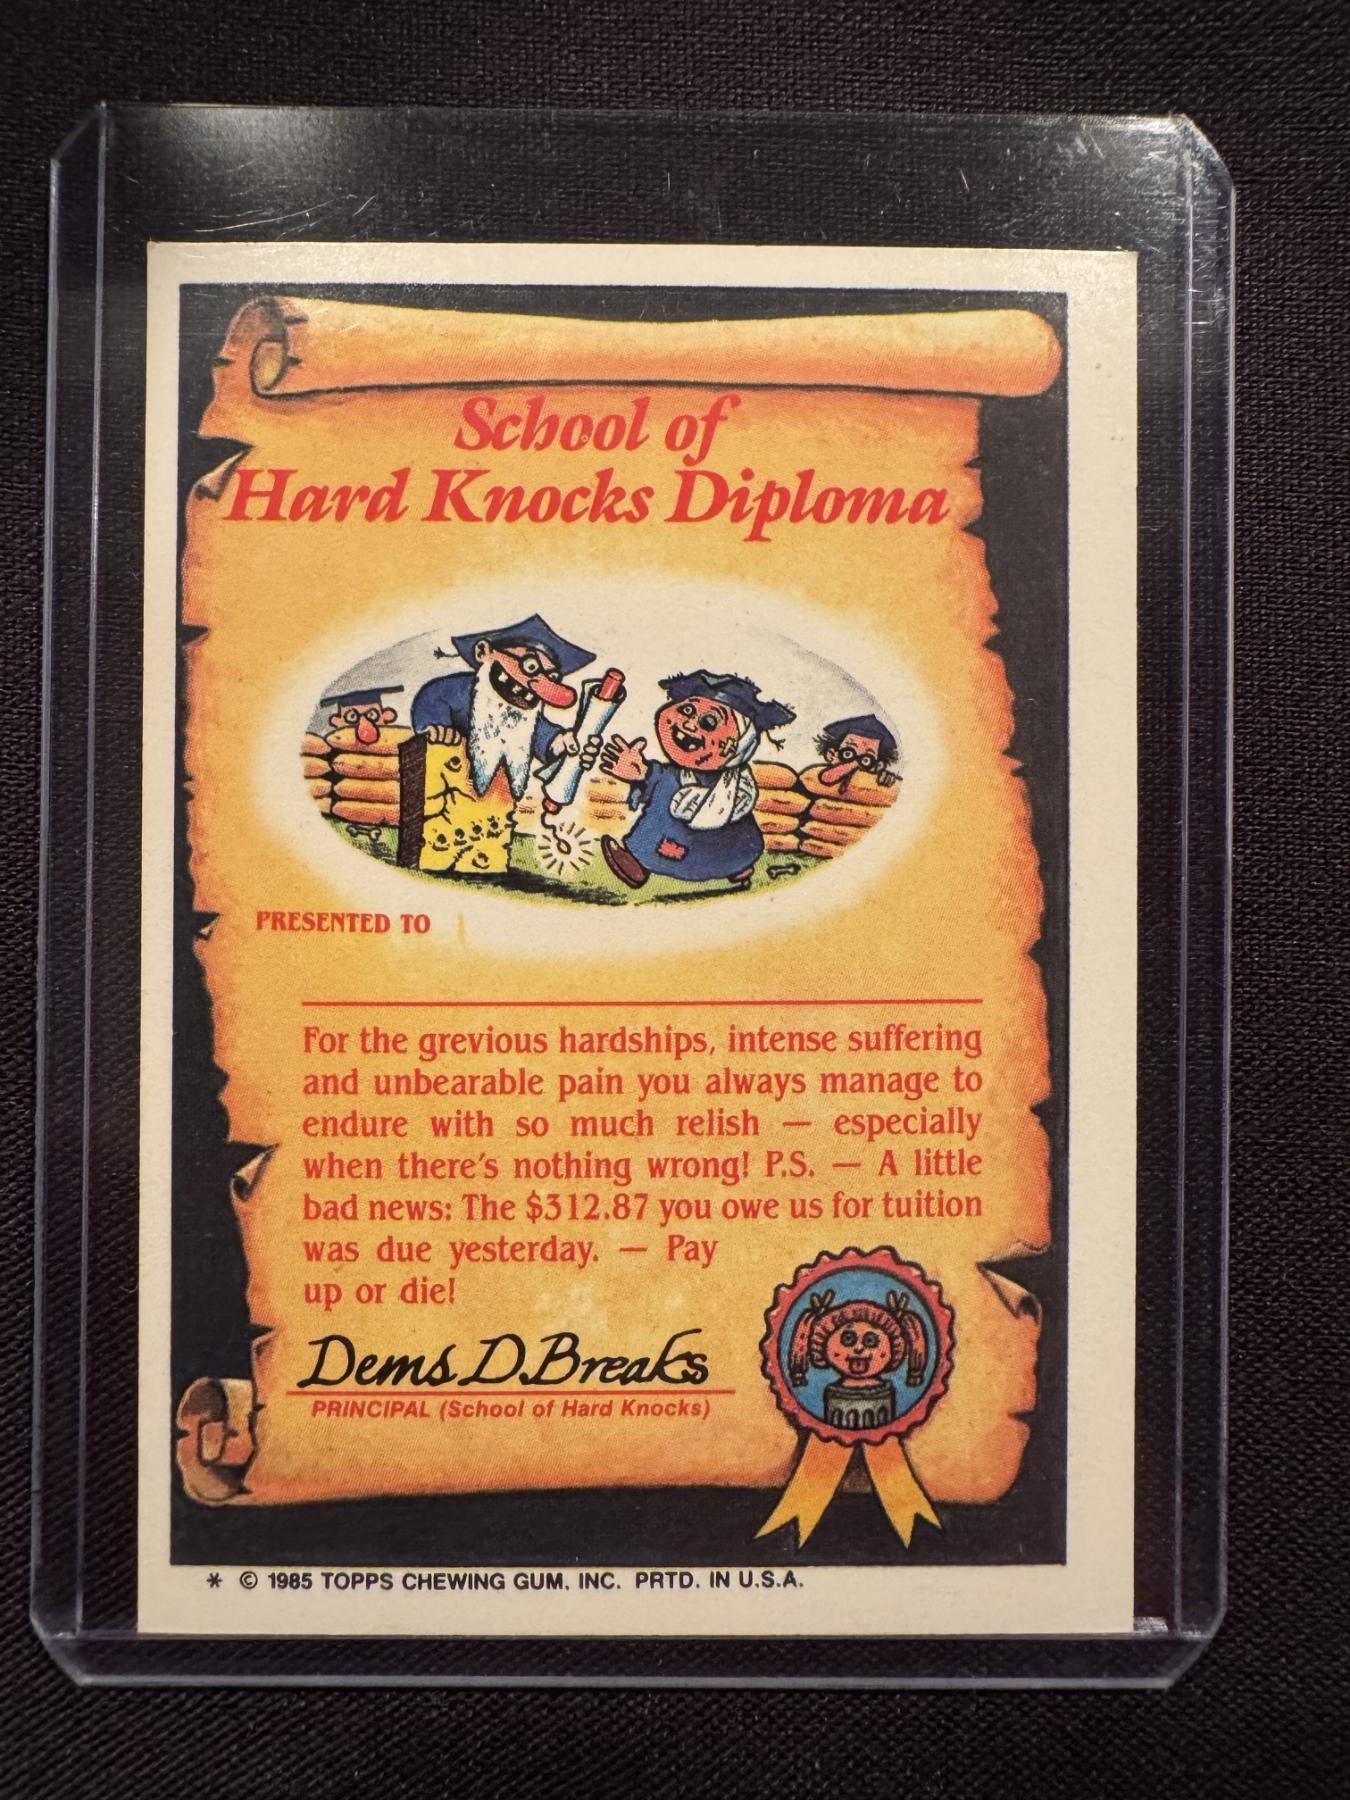 School of
Hard Knocks Diploma
PRESENTED TO
For the grevious hardships, intense suffering
and unbearable pain you always manage to
endure with so much relish — especially
when there's nothing wrong! P.S. — A little
bad news: The $312.87 you owe us for tuition
was due yesterday. — Pay
up or die!
Dems D. Breaks
PRINCIPAL (School of Hard Knocks)
* © 1985 TOPPS CHEWING GUM, INC. PRTD. IN U.S.A.